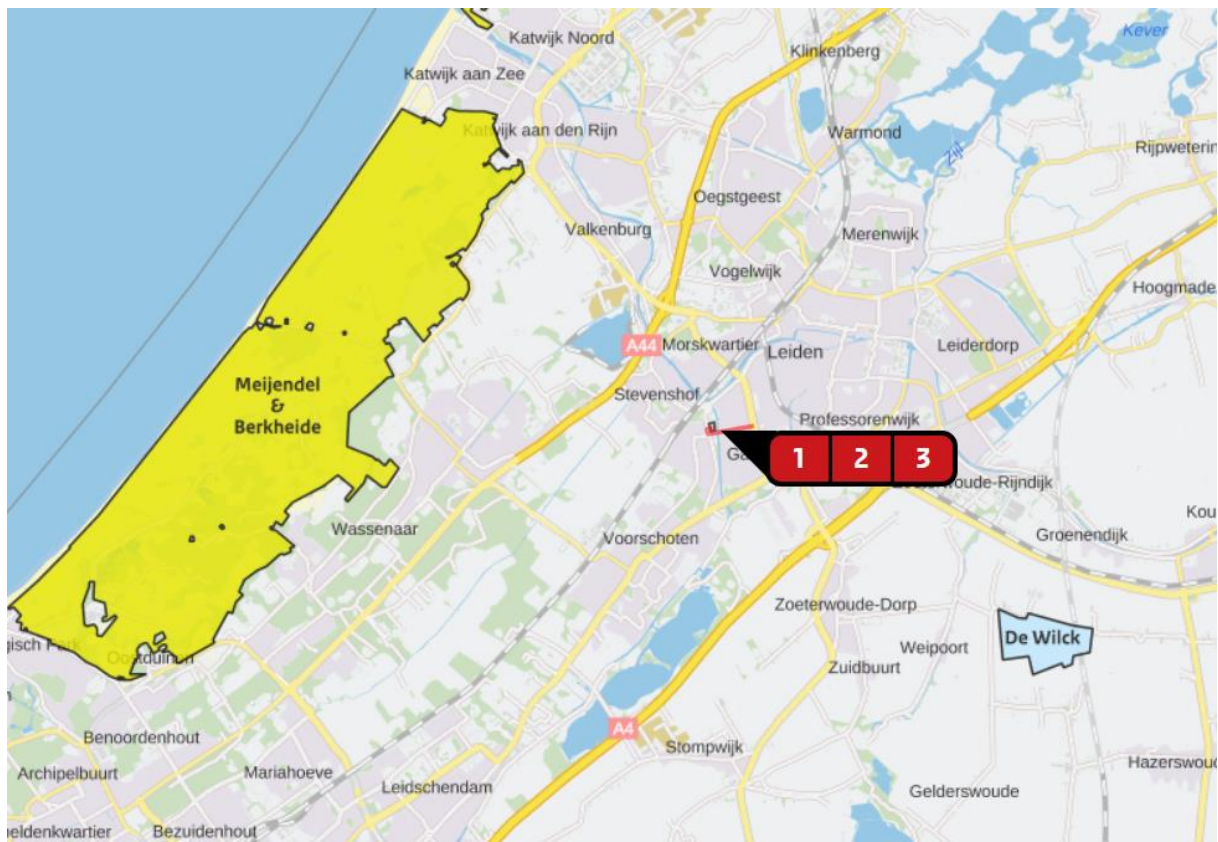 Katwijk Noord
Kever
Klinkenberg
Katwijk aan Zee
Katwijk aan den Rijn
Warmond
Zijl
Rijpwetering
Oegstgeest
Valkenburg
Merenwijk
Vogelwijk
Hoogmade
A44
Morskwartier
Leiden
Leiderdorp
Meijendel
&
Berkheide
Stevenshof
Professorenwijk
1 2 3
Wassenaar
Voorschoten
Groenendijk
Zoeterwoude-Dorp
De Wilck
Weipoort
Zuidbuurt
A4
Benoordenhout
Stompwijk
Archipelbuurt
Mariahoeve
Leidschendam
Gelderswoude
Bezuidenhout